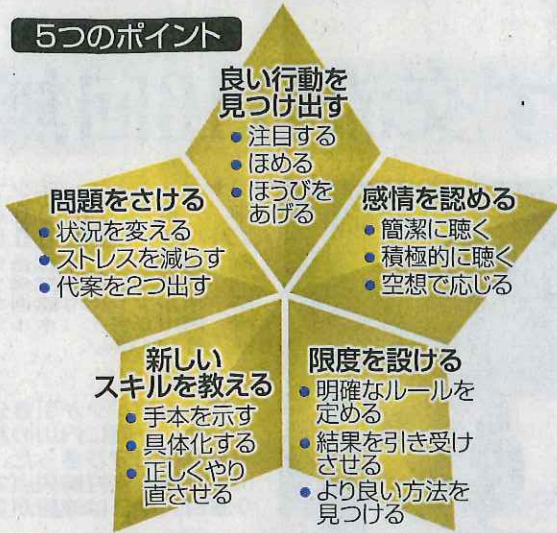 5つのポイント
良い行動を
見つけ出す
● 注目する
● ほめる
● ほうびを
あげる
問題をさける
● 状況を変える
● ストレスを減らす
● 代案を2つ出す
感情を認める
● 簡潔に聴く
● 積極的に聴く
● 空想で応じる
新しい
スキルを教える
● 手本を示す
● 具体化する
● 正しくやり
直させる
限度を設ける
● 明確なルールを
定める
● 結果を引き受け
させる
● より良い方法を
見つける